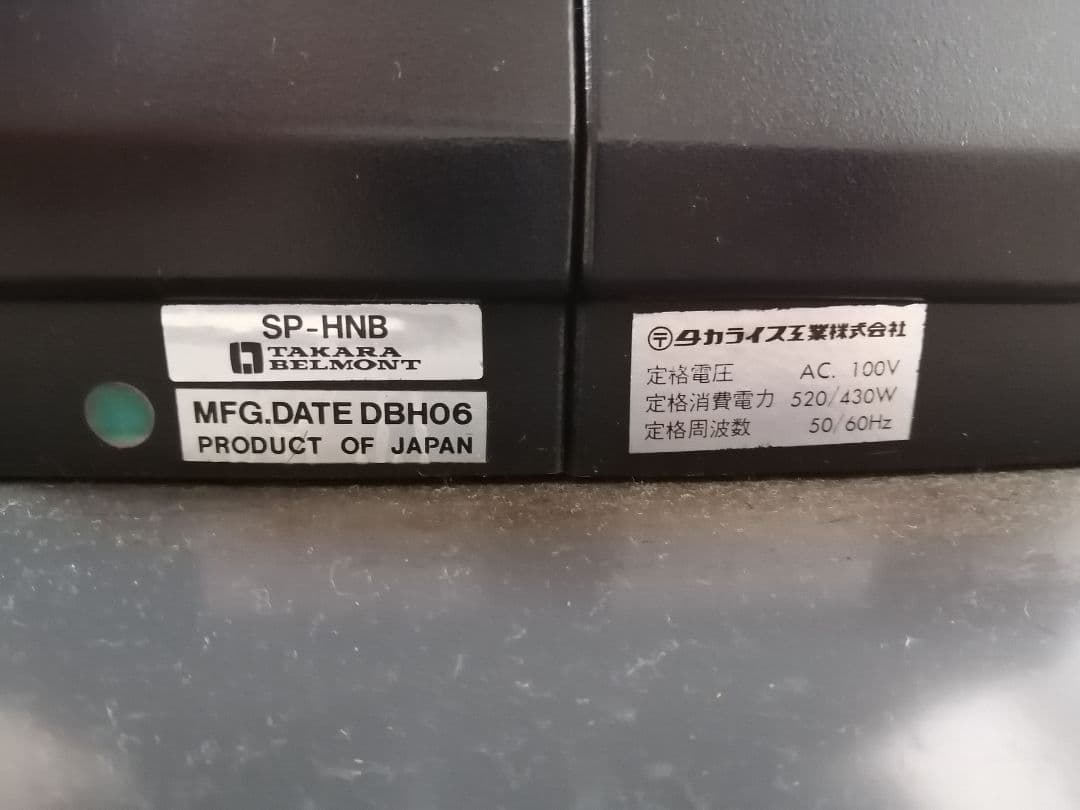 SP-HNB
TAKARA
BELMONT
MFG.DATE DBH06
PRODUCT OF JAPAN
〒タカライス工業株式会社
定格電圧 AC. 100V
定格消費電力 520/430W
定格周波数 50/60Hz